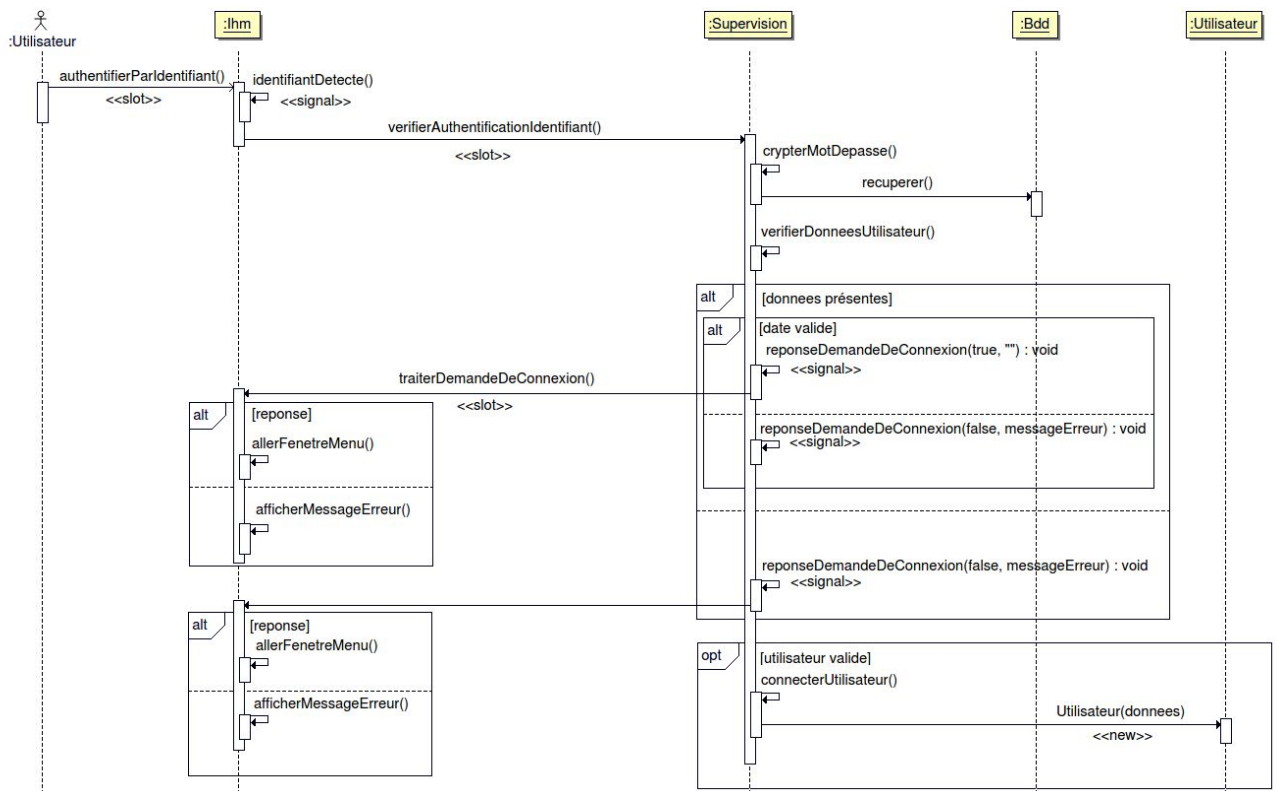 :Utilisateur
:Ihm
:Supervision
:Bdd
:Utilisateur
authentifierParIdentifiant()
<<slot>>
identifiantDetecte()
<<signal>>
verifierAuthentificationIdentifiant()
<<slot>>
crypterMotDepasse()
recuperer()
verifierDonneesUtilisateur()
alt [donnees présentes]
alt [date valide]
reponseDemandeDeConnexion(true, "") : void
<<signal>>
traiterDemandeDeConnexion()
<<slot>>
alt [reponse]
allerFenetreMenu()
reponseDemandeDeConnexion(false, messageErreur) : void
<<signal>>
afficherMessageErreur()
reponseDemandeDeConnexion(false, messageErreur) : void
<<signal>>
alt [reponse]
allerFenetreMenu()
afficherMessageErreur()
opt [utilisateur valide]
connecterUtilisateur()
Utilisateur(donnees)
<<new>>